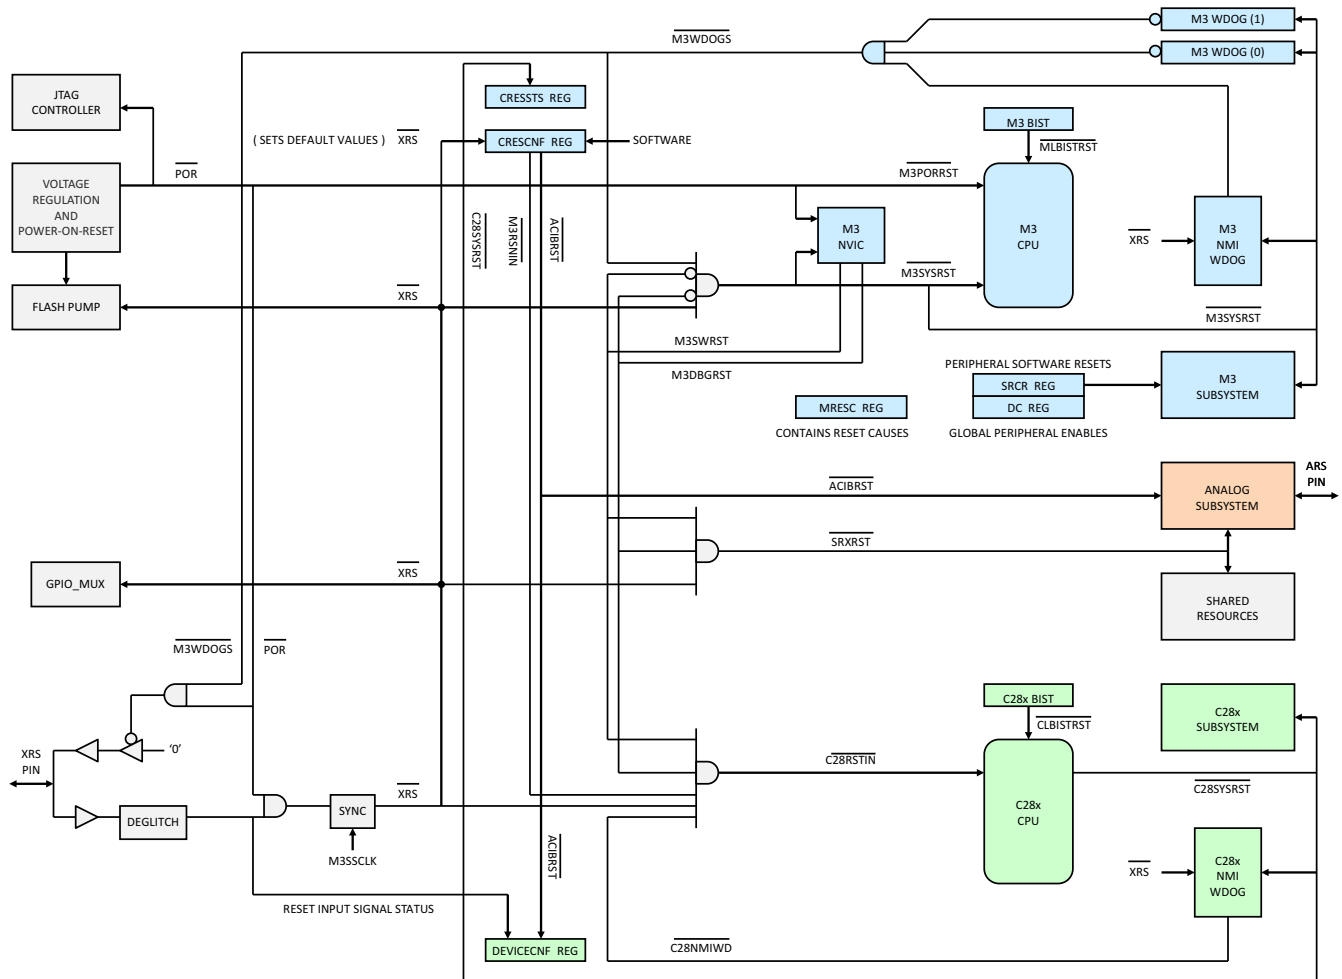 M3WDOGS
M3 WDOG (1)
M3 WDOG (0)
JTAG
CONTROLLER
CRESSTS REG
( SETS DEFAULT VALUES )
XRS
CRESCNF REG
SOFTWARE
M3 BIST
MLBISTRST
POR
VOLTAGE
REGULATION
AND
POWER-ON-RESET
M3PORRST
C28SYSRST
M3RSNIN
ACIBRST
M3
NVIC
M3
CPU
XRS
M3
NMI
WDOG
M3SYSRST
FLASH PUMP
XRS
M3SYSRST
M3SWRST
M3DBGRST
PERIPHERAL SOFTWARE RESETS
SRCR REG
DC REG
GLOBAL PERIPHERAL ENABLES
M3
SUBSYSTEM
MRESC REG
CONTAINS RESET CAUSES
ACIBRST
ANALOG
SUBSYSTEM
ARS
PIN
SRXRST
GPIO_MUX
XRS
SHARED
RESOURCES
M3WDOGS
POR
C28x BIST
CLBISTRST
C28x
SUBSYSTEM
XRS
PIN
‘0’
C28RSTIN
C28x
CPU
C28SYSRST
DEGLITCH
SYNC
XRS
M3SSCLK
ACIBRST
XRS
C28x
NMI
WDOG
RESET INPUT SIGNAL STATUS
DEVICECNF REG
C28NMIWD